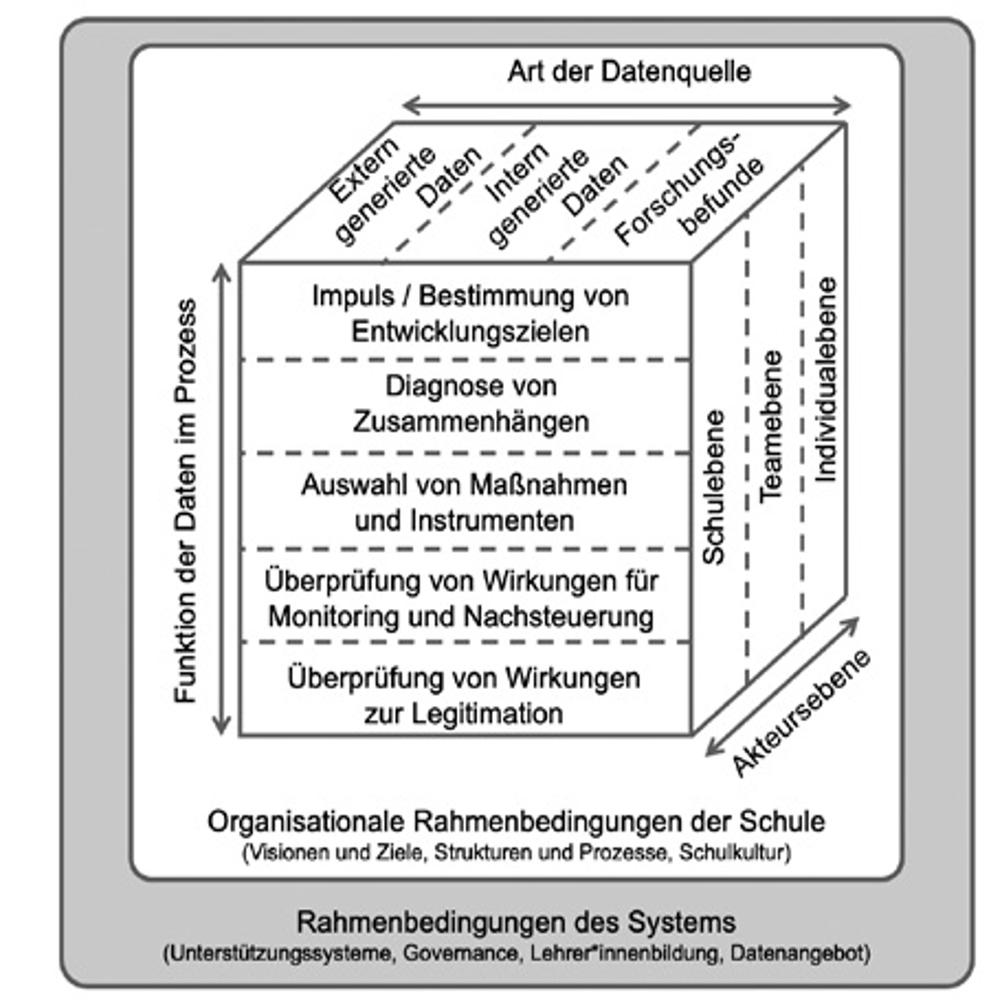 Art der Datenquelle
Extern
generierte
Daten
Intern
generierte
Daten
Forschungs-
befunde
Funktion der Daten im Prozess
Impuls / Bestimmung von
Entwicklungszielen
Diagnose von
Zusammenhängen
Auswahl von Maßnahmen
und Instrumenten
Überprüfung von Wirkungen für
Monitoring und Nachsteuerung
Überprüfung von Wirkungen
zur Legitimation
Schulebene
Teamebene
Individualebene
Akteursebene
Organisationale Rahmenbedingungen der Schule
(Visionen und Ziele, Strukturen und Prozesse, Schulkultur)
Rahmenbedingungen des Systems
(Unterstützungssysteme, Governance, Lehrer*innenbildung, Datenangebot)